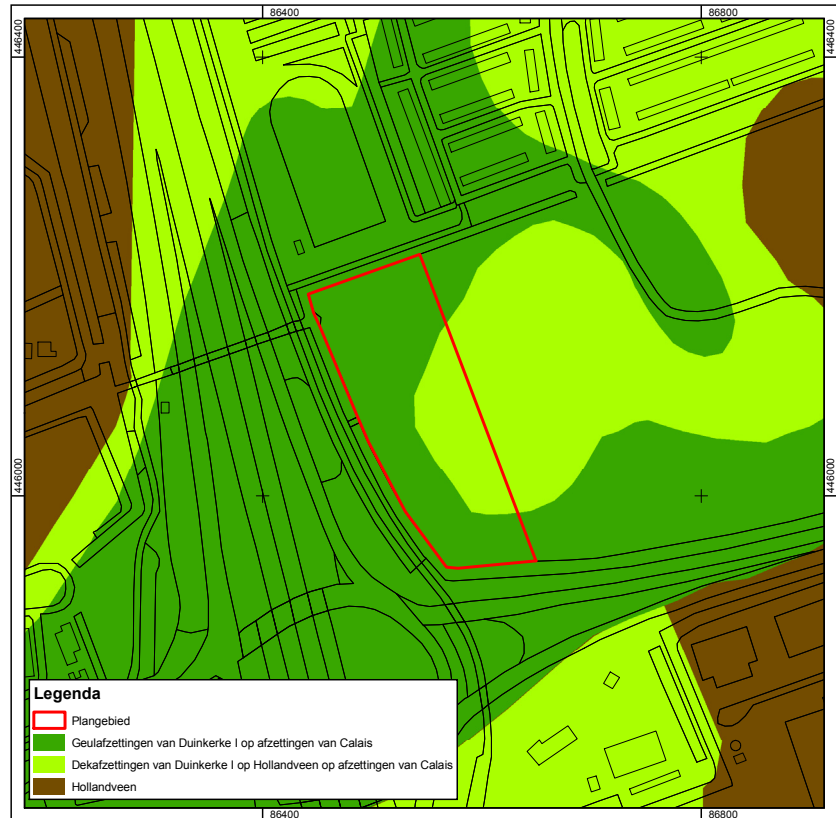 86400 86800
446400 446400
446000 446000
Legenda
Plangebied
Geulafzettingen van Duinkerke I op afzettingen van Calais
Dekafzettingen van Duinkerke I op Hollandveen op afzettingen van Calais
Hollandveen
86400 86800